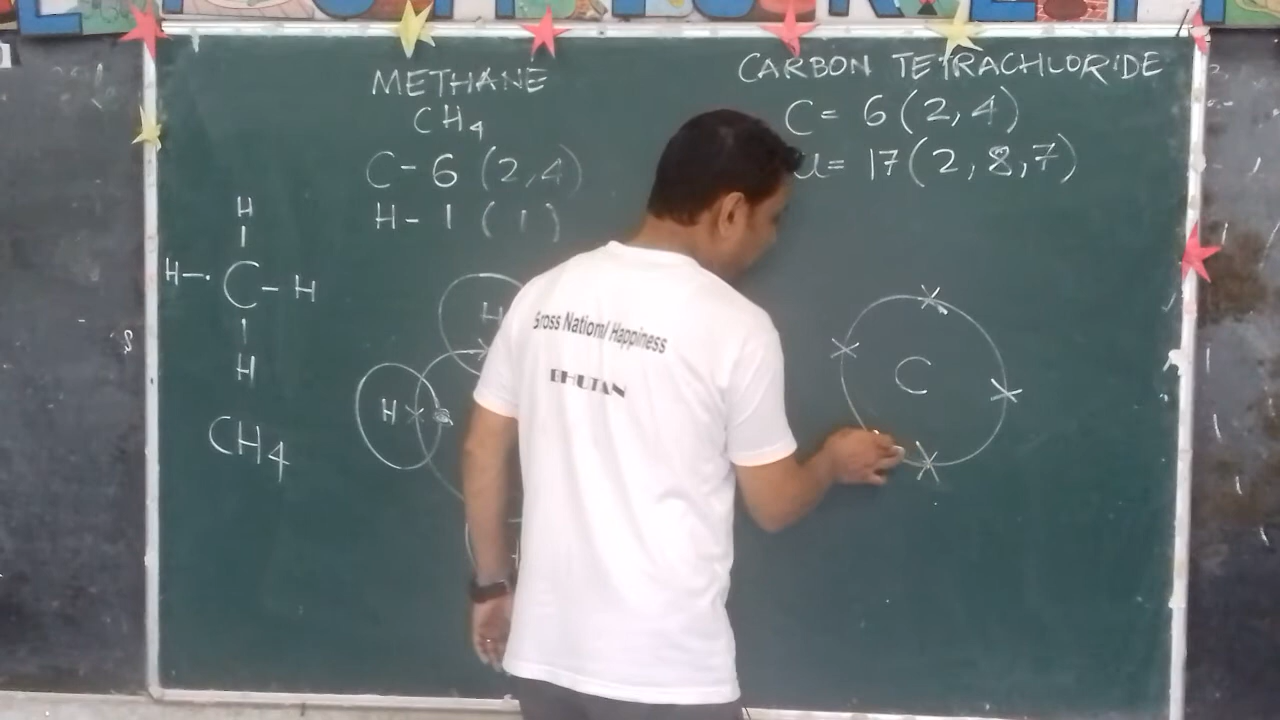 METHANE
CH4
C-6 (2,4)
H-1 (1)
H
H-C-H
H
CH4
H
H
CARBON TETRACHLORIDE
C= 6(2,4)
= 17(2,8,7)
C
Gross National Happiness
BHUTAN